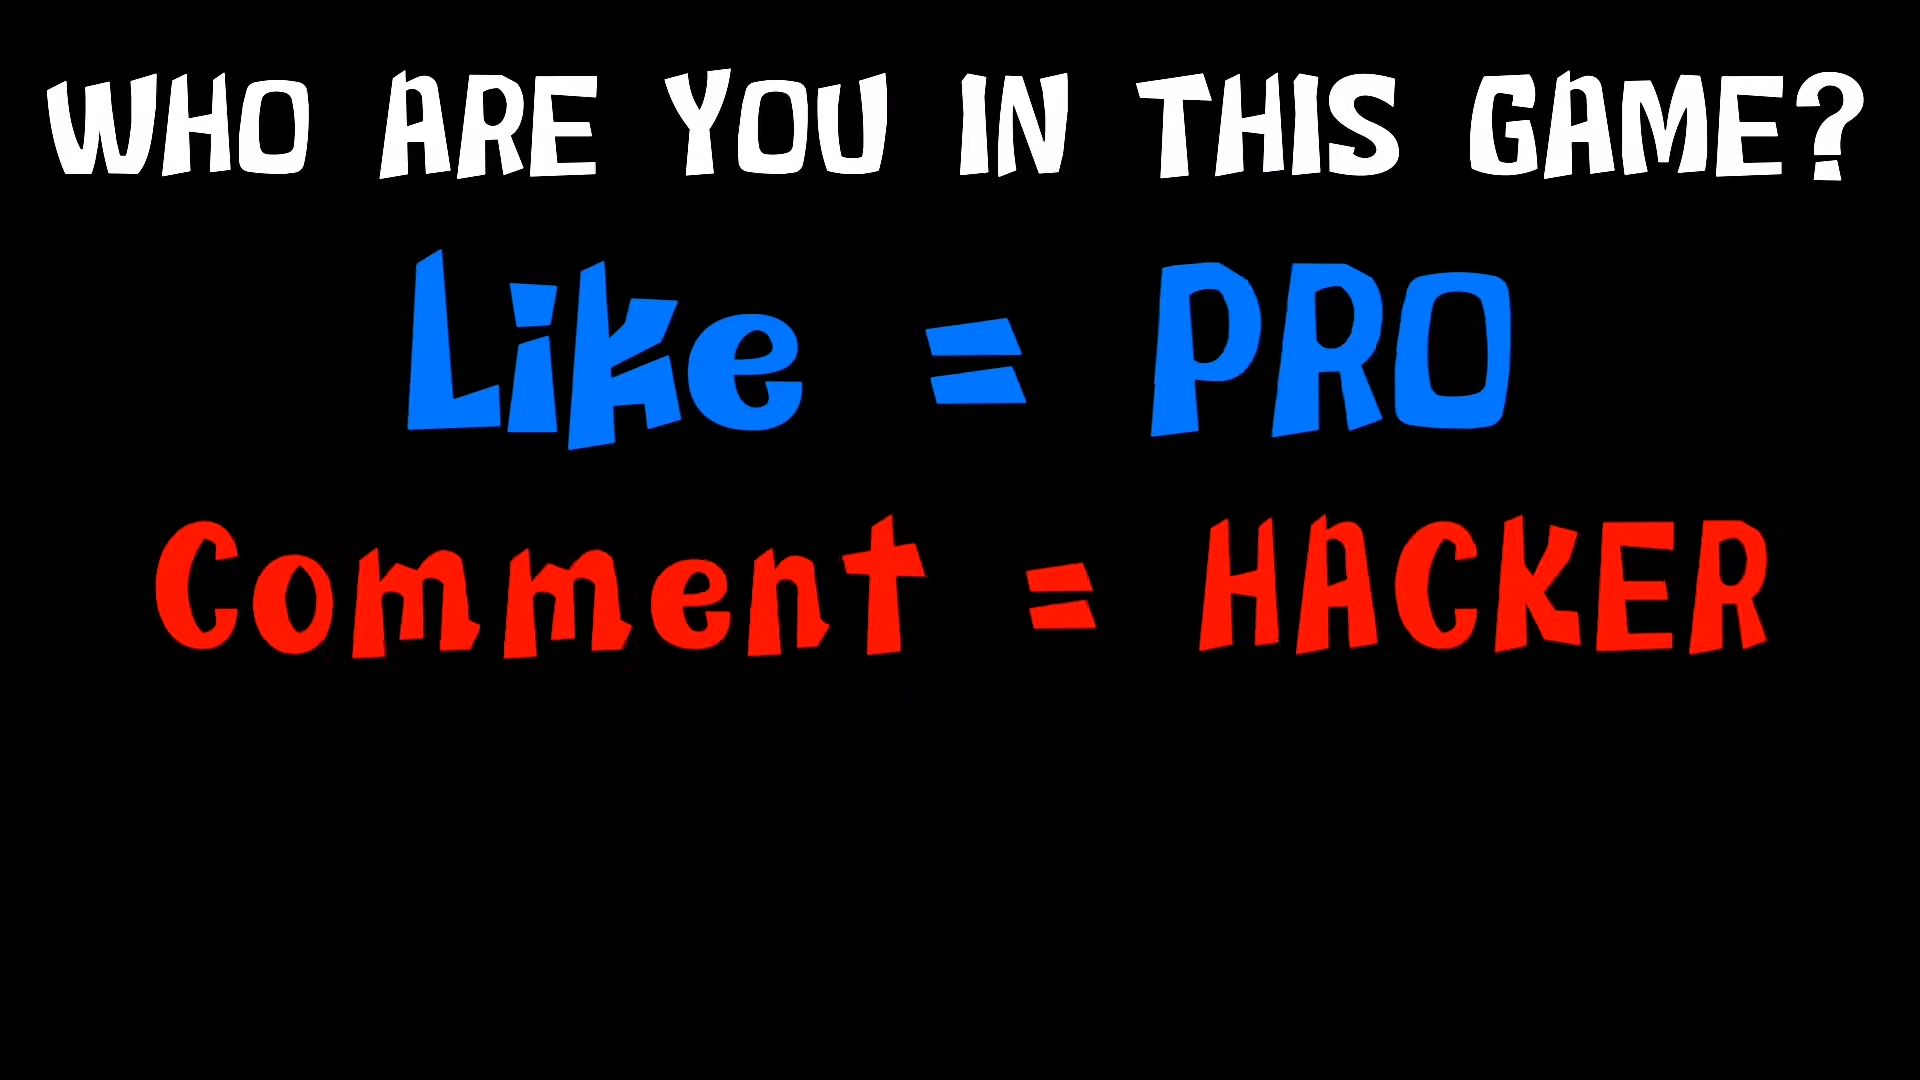 WHO ARE YOU IN THIS GAME?
Like = PRO
Comment = HACKER